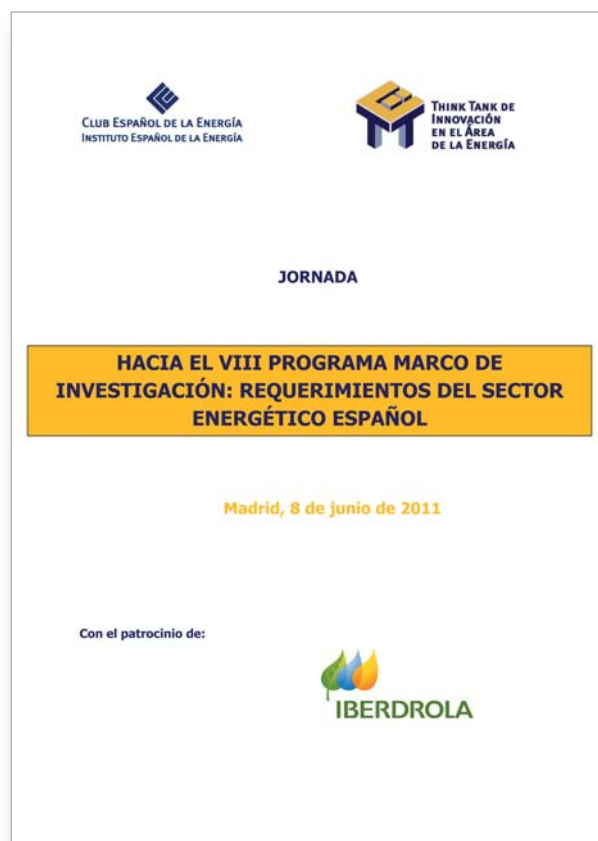 CLUB ESPAÑOL DE LA ENERGÍA
INSTITUTO ESPAÑOL DE LA ENERGÍA
THINK TANK DE
INNOVACIÓN
EN EL ÁREA
DE LA ENERGÍA
JORNADA
HACIA EL VIII PROGRAMA MARCO DE
INVESTIGACIÓN: REQUERIMIENTOS DEL SECTOR
ENERGÉTICO ESPAÑOL
Madrid, 8 de junio de 2011
Con el patrocinio de:
IBERDROLA